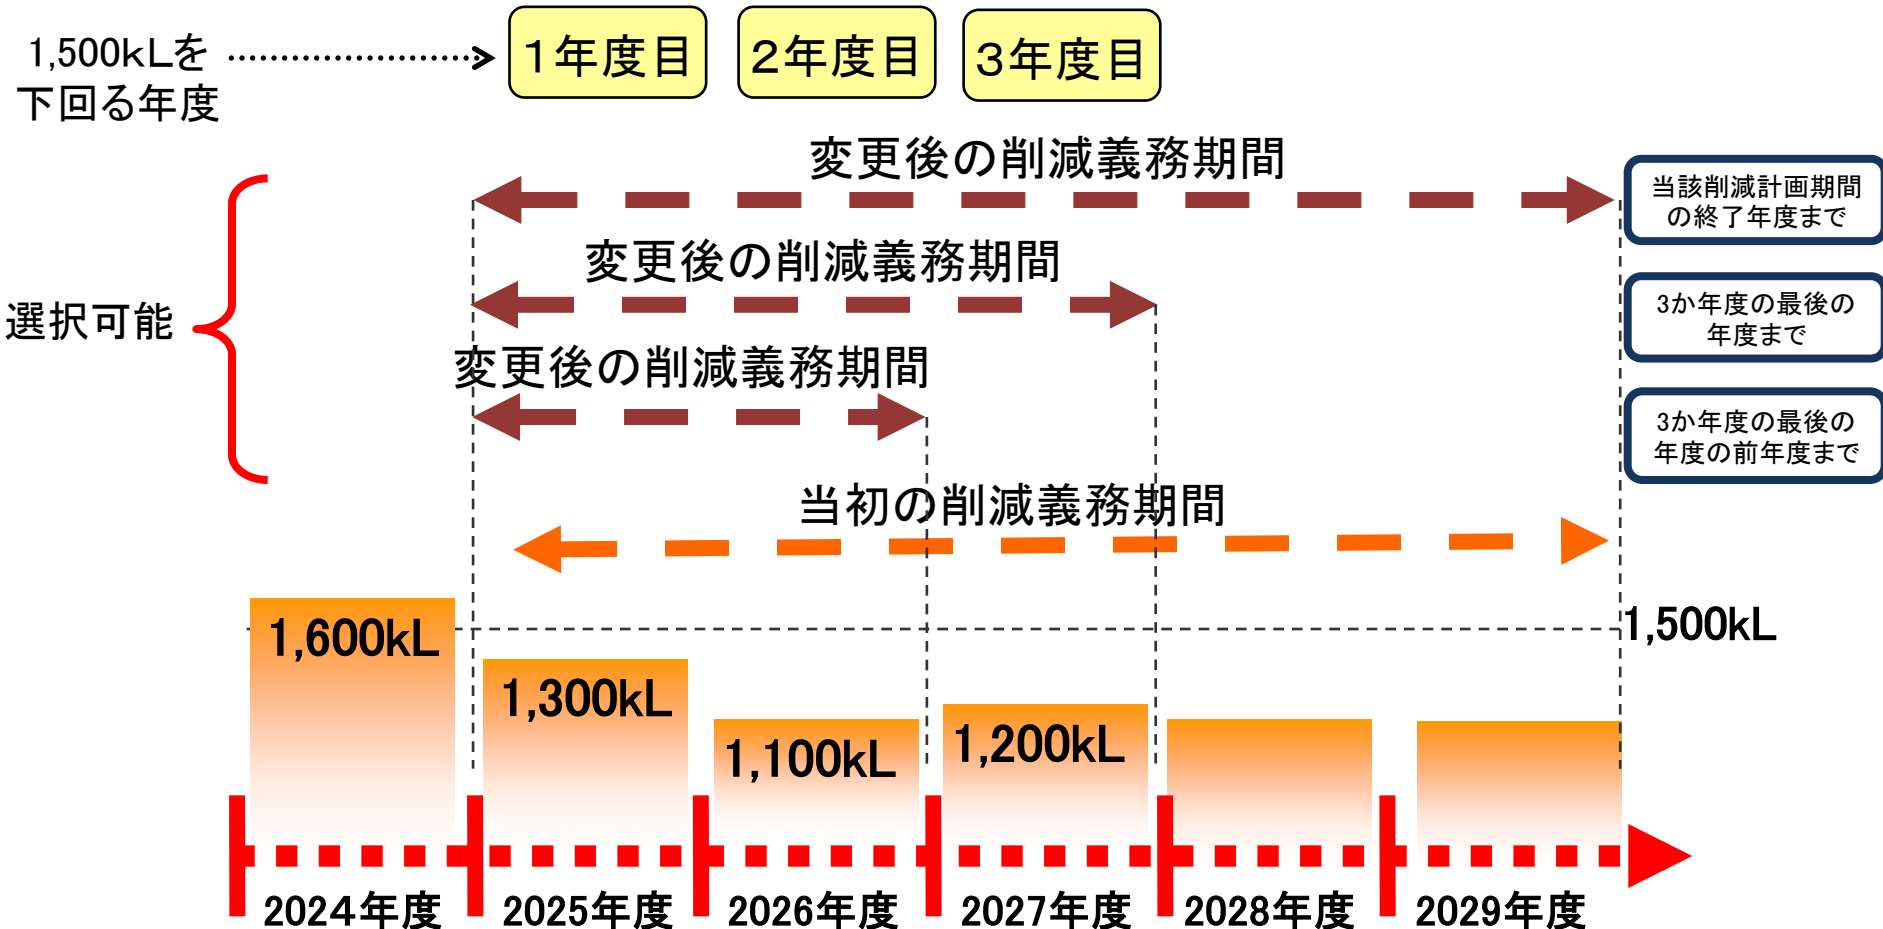 1,500kLを
下回る年度
１年度目
２年度目
３年度目
変更後の削減義務期間
当該削減計画期間
の終了年度まで
変更後の削減義務期間
3か年度の最後の
年度まで
選択可能
変更後の削減義務期間
3か年度の最後の
年度の前年度まで
当初の削減義務期間
1,600kL
1,500kL
1,300kL
1,100kL
1,200kL
2024年度
2025年度
2026年度
2027年度
2028年度
2029年度